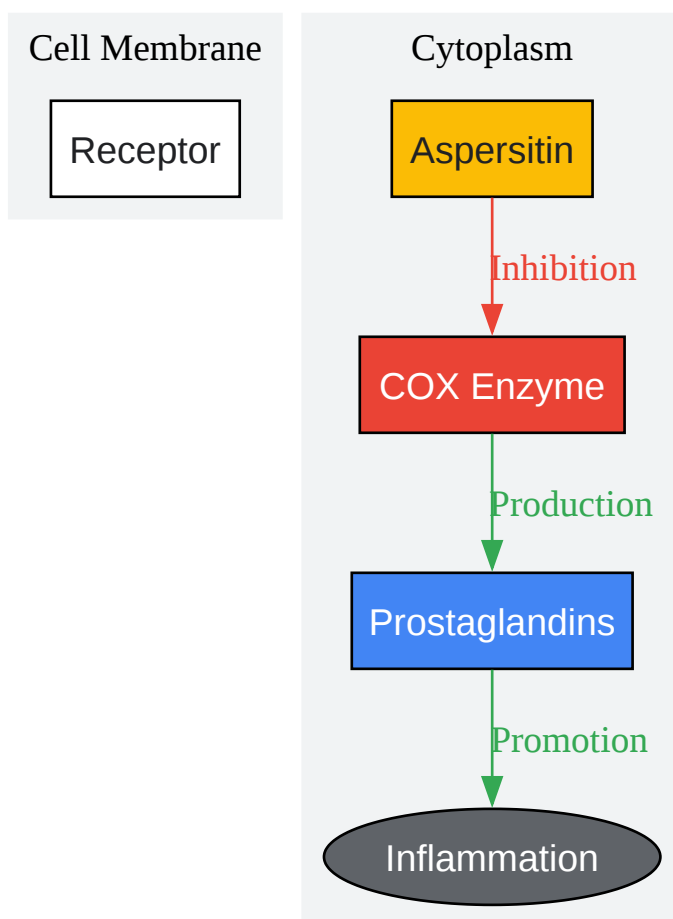 Cell Membrane
Receptor
Cytoplasm
Aspersitin
Inhibition
COX Enzyme
Production
Prostaglandins
Promotion
Inflammation